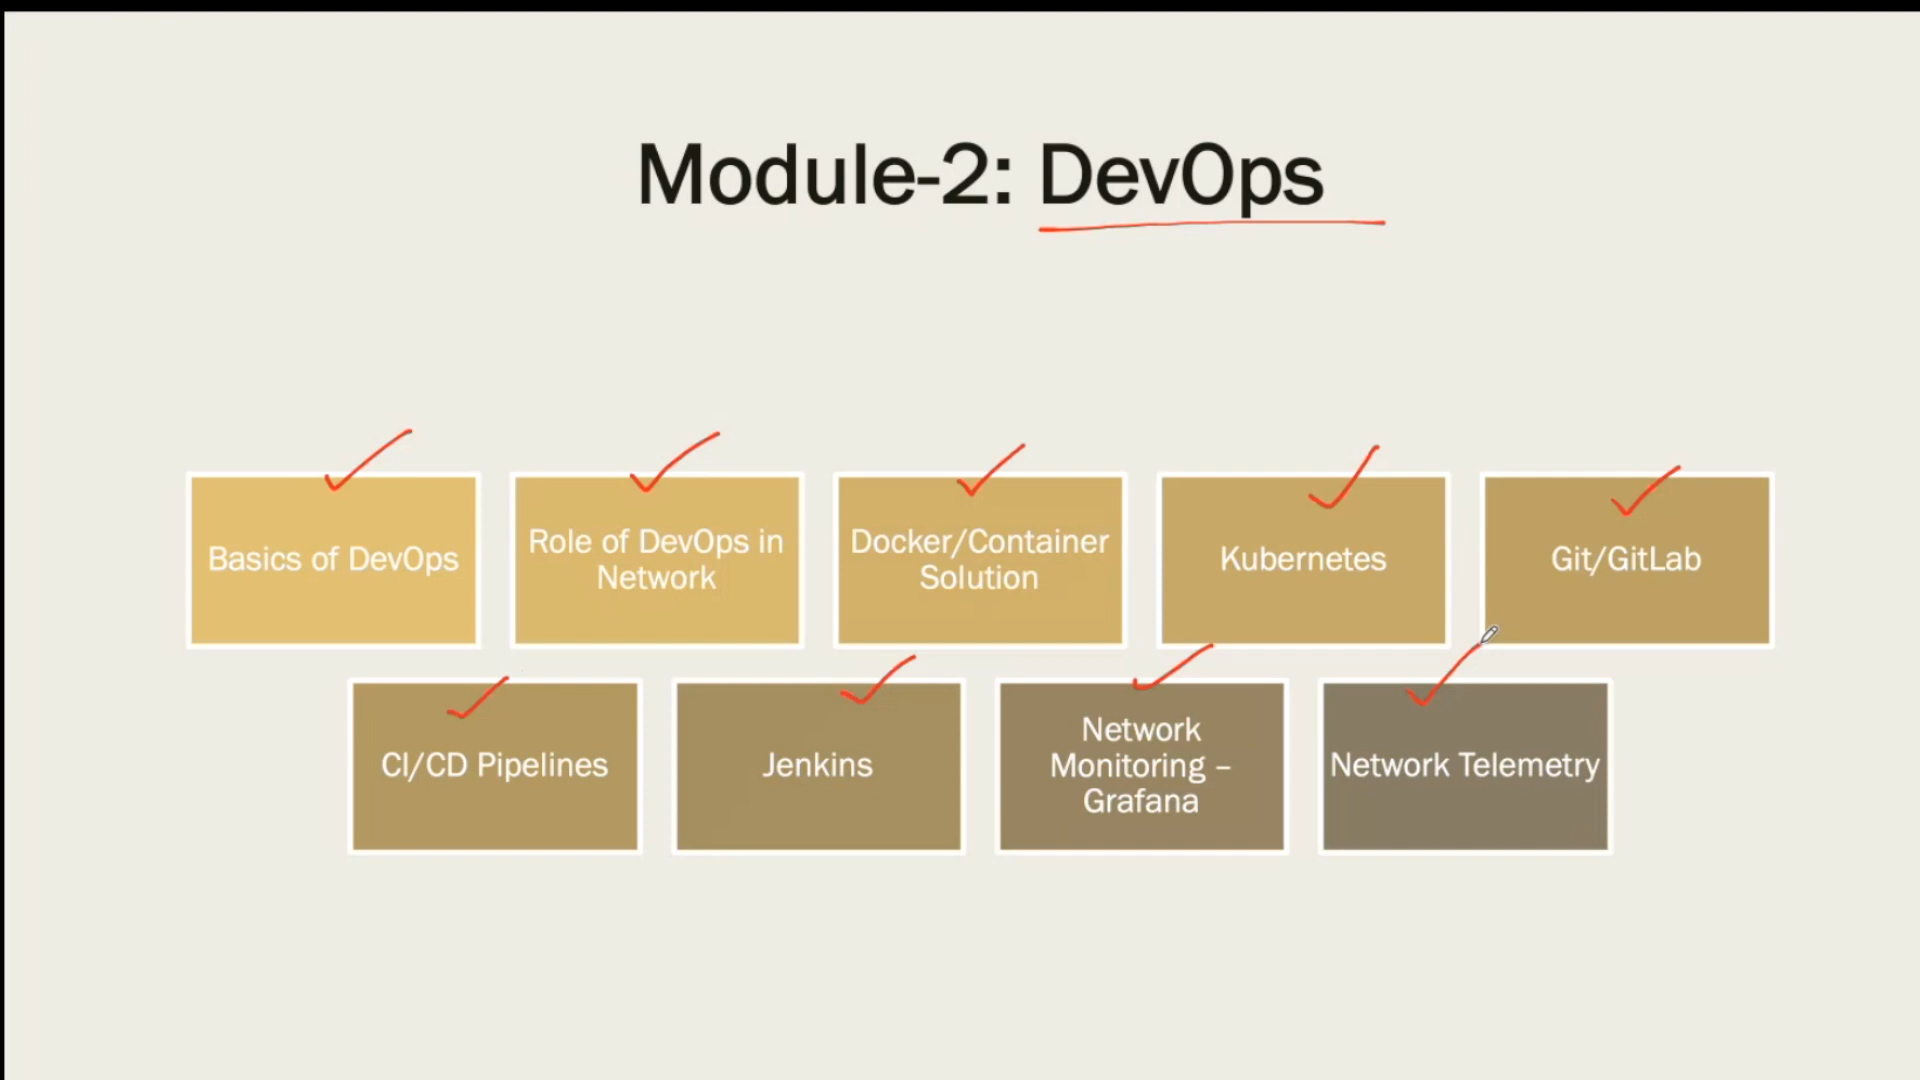 Module-2: DevOps
Basics of DevOps
Role of DevOps in
Network
Docker/Container
Solution
Kubernetes
Git/GitLab
CI/CD Pipelines
Jenkins
Network
Monitoring –
Grafana
Network Telemetry